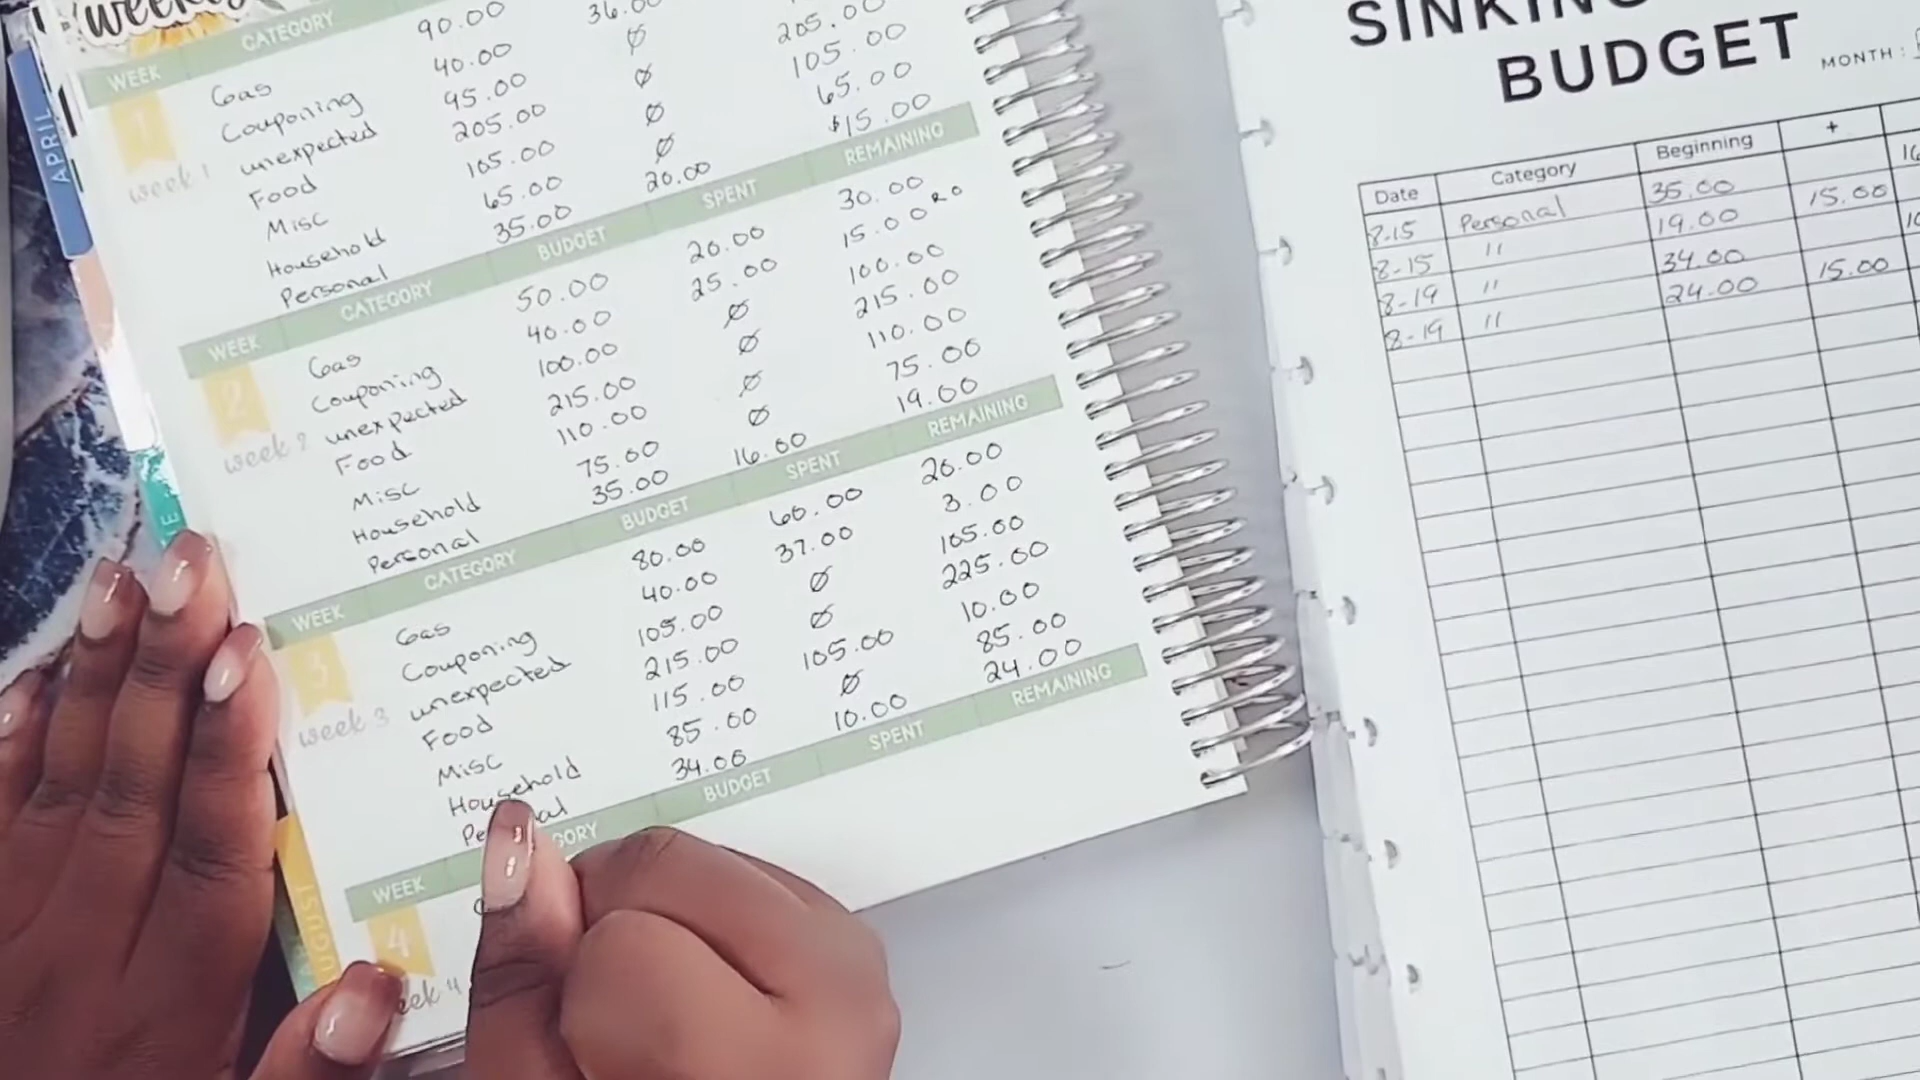 WEEK CATEGORY
1 week 1
Gas 90.00
Couponing 40.00 36.00
unexpected 95.00 Ø
Food 205.00 Ø 205.00
Misc 105.00 Ø 105.00
Household 65.00 Ø 65.00
Personal 35.00 20.00 $15.00
WEEK CATEGORY BUDGET SPENT REMAINING
2 week 2
Gas 50.00 20.00 30.00
Couponing 40.00 25.00 15.00 R.O
unexpected 100.00 Ø 100.00
Food 215.00 Ø 215.00
Misc 110.00 Ø 110.00
Household 75.00 Ø 75.00
Personal 35.00 16.00 19.00
WEEK CATEGORY BUDGET SPENT REMAINING
3 week 3
Gas 80.00 60.00 20.00
Couponing 40.00 37.00 3.00
unexpected 105.00 Ø 105.00
Food 215.00 Ø 225.00
Misc 115.00 105.00 10.00
Household 85.00 Ø 85.00
34.00 10.00 24.00
WEEK BUDGET SPENT REMAINING
4
APRIL
BUDGET
MONTH:
Date Category Beginning +
8-15 Personal 35.00
8-15 " 19.00 15.00
8-19 " 34.00
8-19 " 24.00 15.00